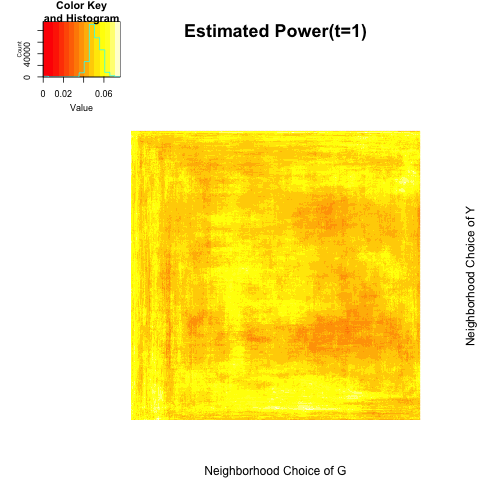 Color Key
and Histogram
Estimated Power(t=1)
Count
0 40000
0 0.02 0.06
Value
Neighborhood Choice of Y
Neighborhood Choice of G